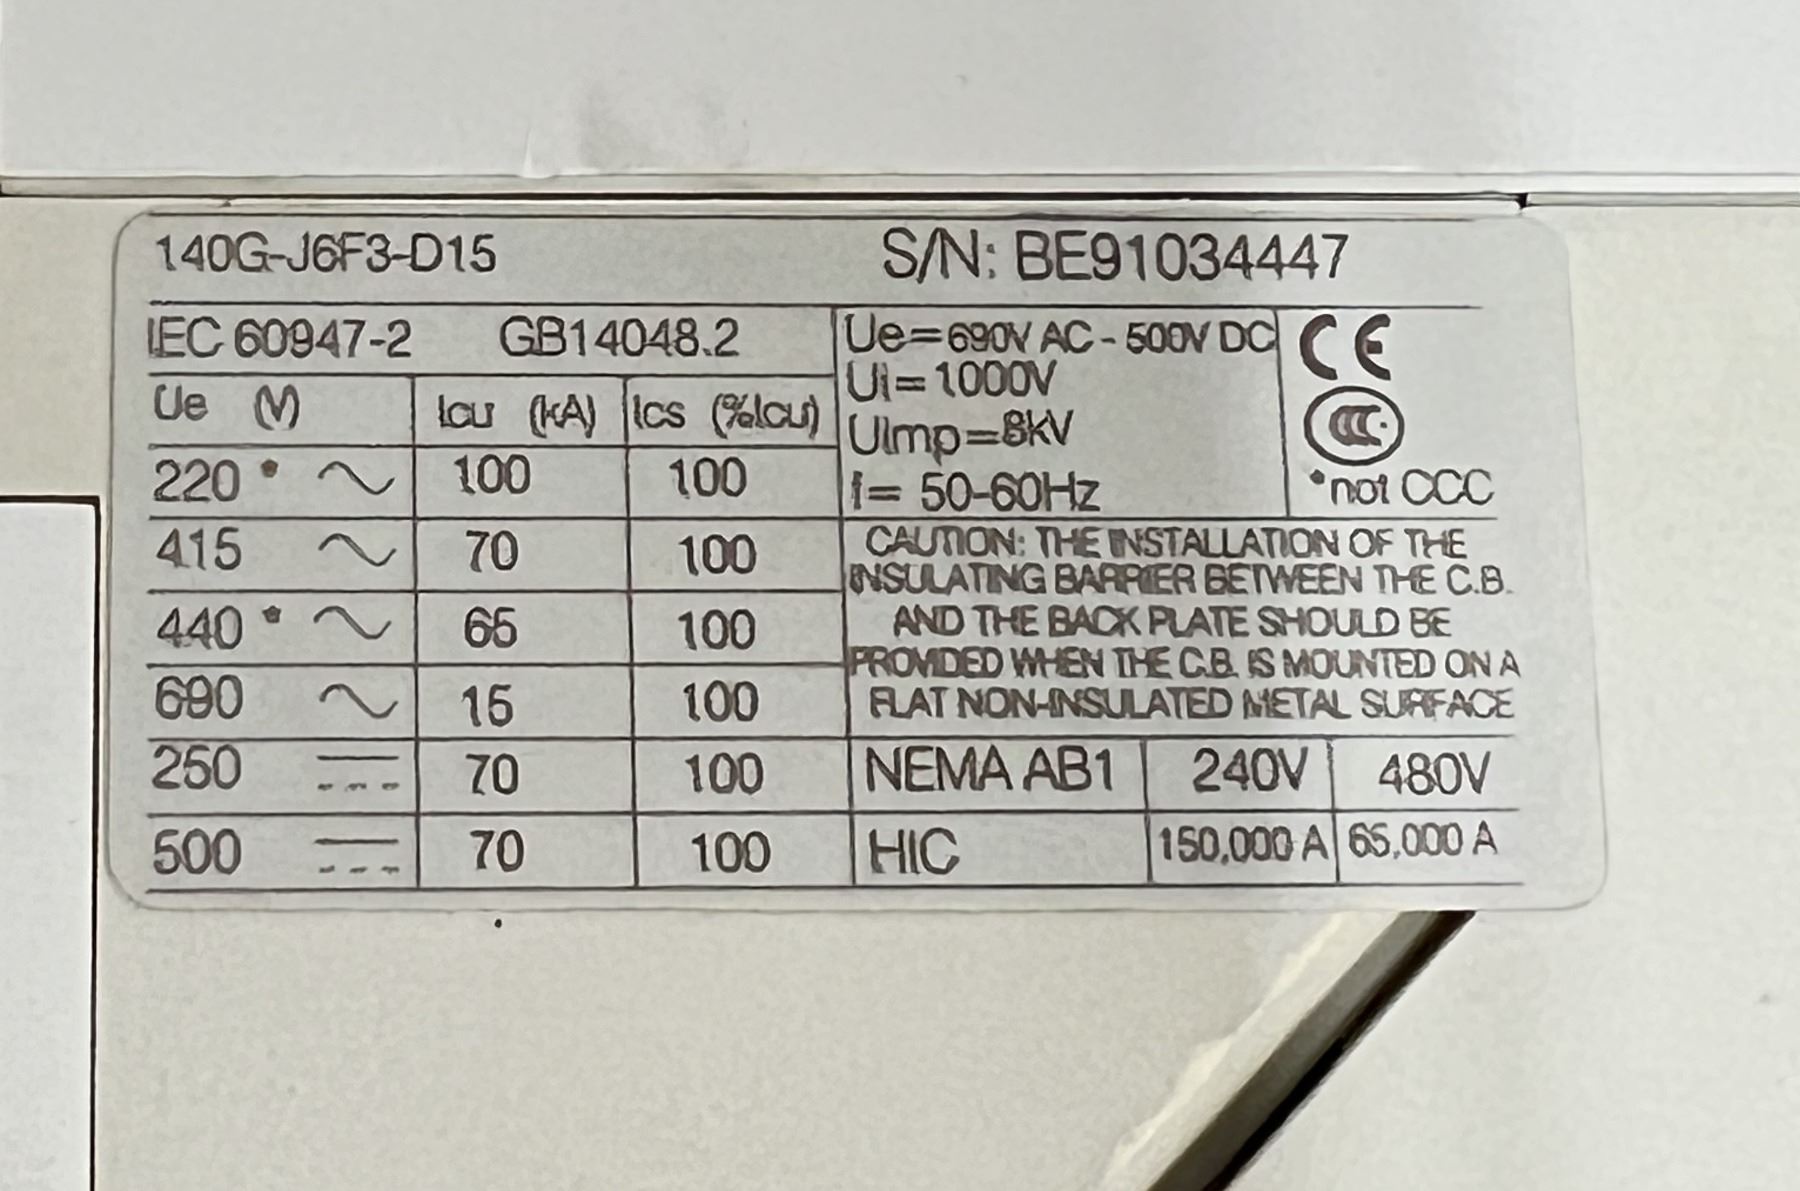 140G-J6F3-D15 S/N: BE91034447
IEC 60947-2 GB14048.2
Ue (V) Icu (kA) Ics (%Icu)
220 * ~ 100 100
415 ~ 70 100
440 * ~ 65 100
690 ~ 15 100
250 ⎓ 70 100
500 ⎓ 70 100
Ue=690V AC - 500V DC
Ui=1000V
UImp=8kV
f= 50-60Hz
CE
CCC
*not CCC
CAUTION: THE INSTALLATION OF THE
INSULATING BARRIER BETWEEN THE C.B.
AND THE BACK PLATE SHOULD BE
PROVIDED WHEN THE C.B. IS MOUNTED ON A
FLAT NON-INSULATED METAL SURFACE
NEMA AB1 240V 480V
HIC 150.000 A 65.000 A